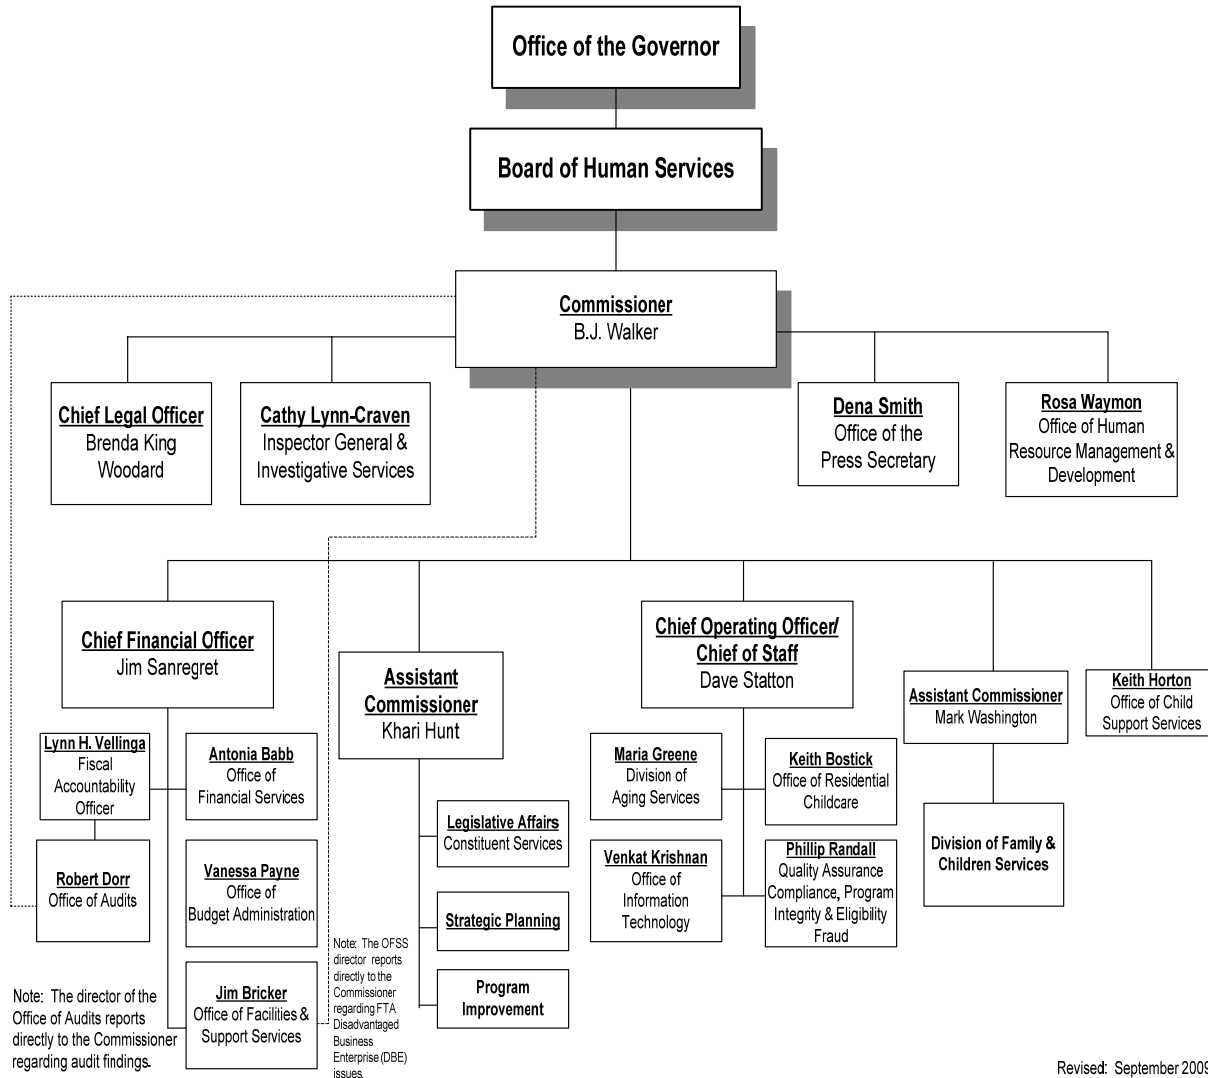 Office of the Governor
Board of Human Services
Commissioner
B.J. Walker
Chief Legal Officer
Brenda King
Woodard
Cathy Lynn-Craven
Inspector General &
Investigative Services
Dena Smith
Office of the
Press Secretary
Rosa Waymon
Office of Human
Resource Management &
Development
Chief Financial Officer
Jim Sanregret
Assistant
Commissioner
Khari Hunt
Chief Operating Officer/
Chief of Staff
Dave Statton
Assistant Commissioner
Mark Washington
Keith Horton
Office of Child
Support Services
Lynn H. Vellinga
Fiscal
Accountability
Officer
Antonia Babb
Office of
Financial Services
Robert Dorr
Office of Audits
Vanessa Payne
Office of
Budget Administration
Jim Bricker
Office of Facilities &
Support Services
Legislative Affairs
Constituent Services
Strategic Planning
Program
Improvement
Maria Greene
Division of
Aging Services
Keith Bostick
Office of Residential
Childcare
Venkat Krishnan
Office of
Information
Technology
Phillip Randall
Quality Assurance
Compliance, Program
Integrity & Eligibility
Fraud
Division of Family &
Children Services
Note: The director of the
Office of Audits reports
directly to the Commissioner
regarding audit findings.
Note: The OFSS
director reports
directly to the
Commissioner
regarding FTA
Disadvantaged
Business
Enterprise (DBE)
issues.
Revised: September 2009